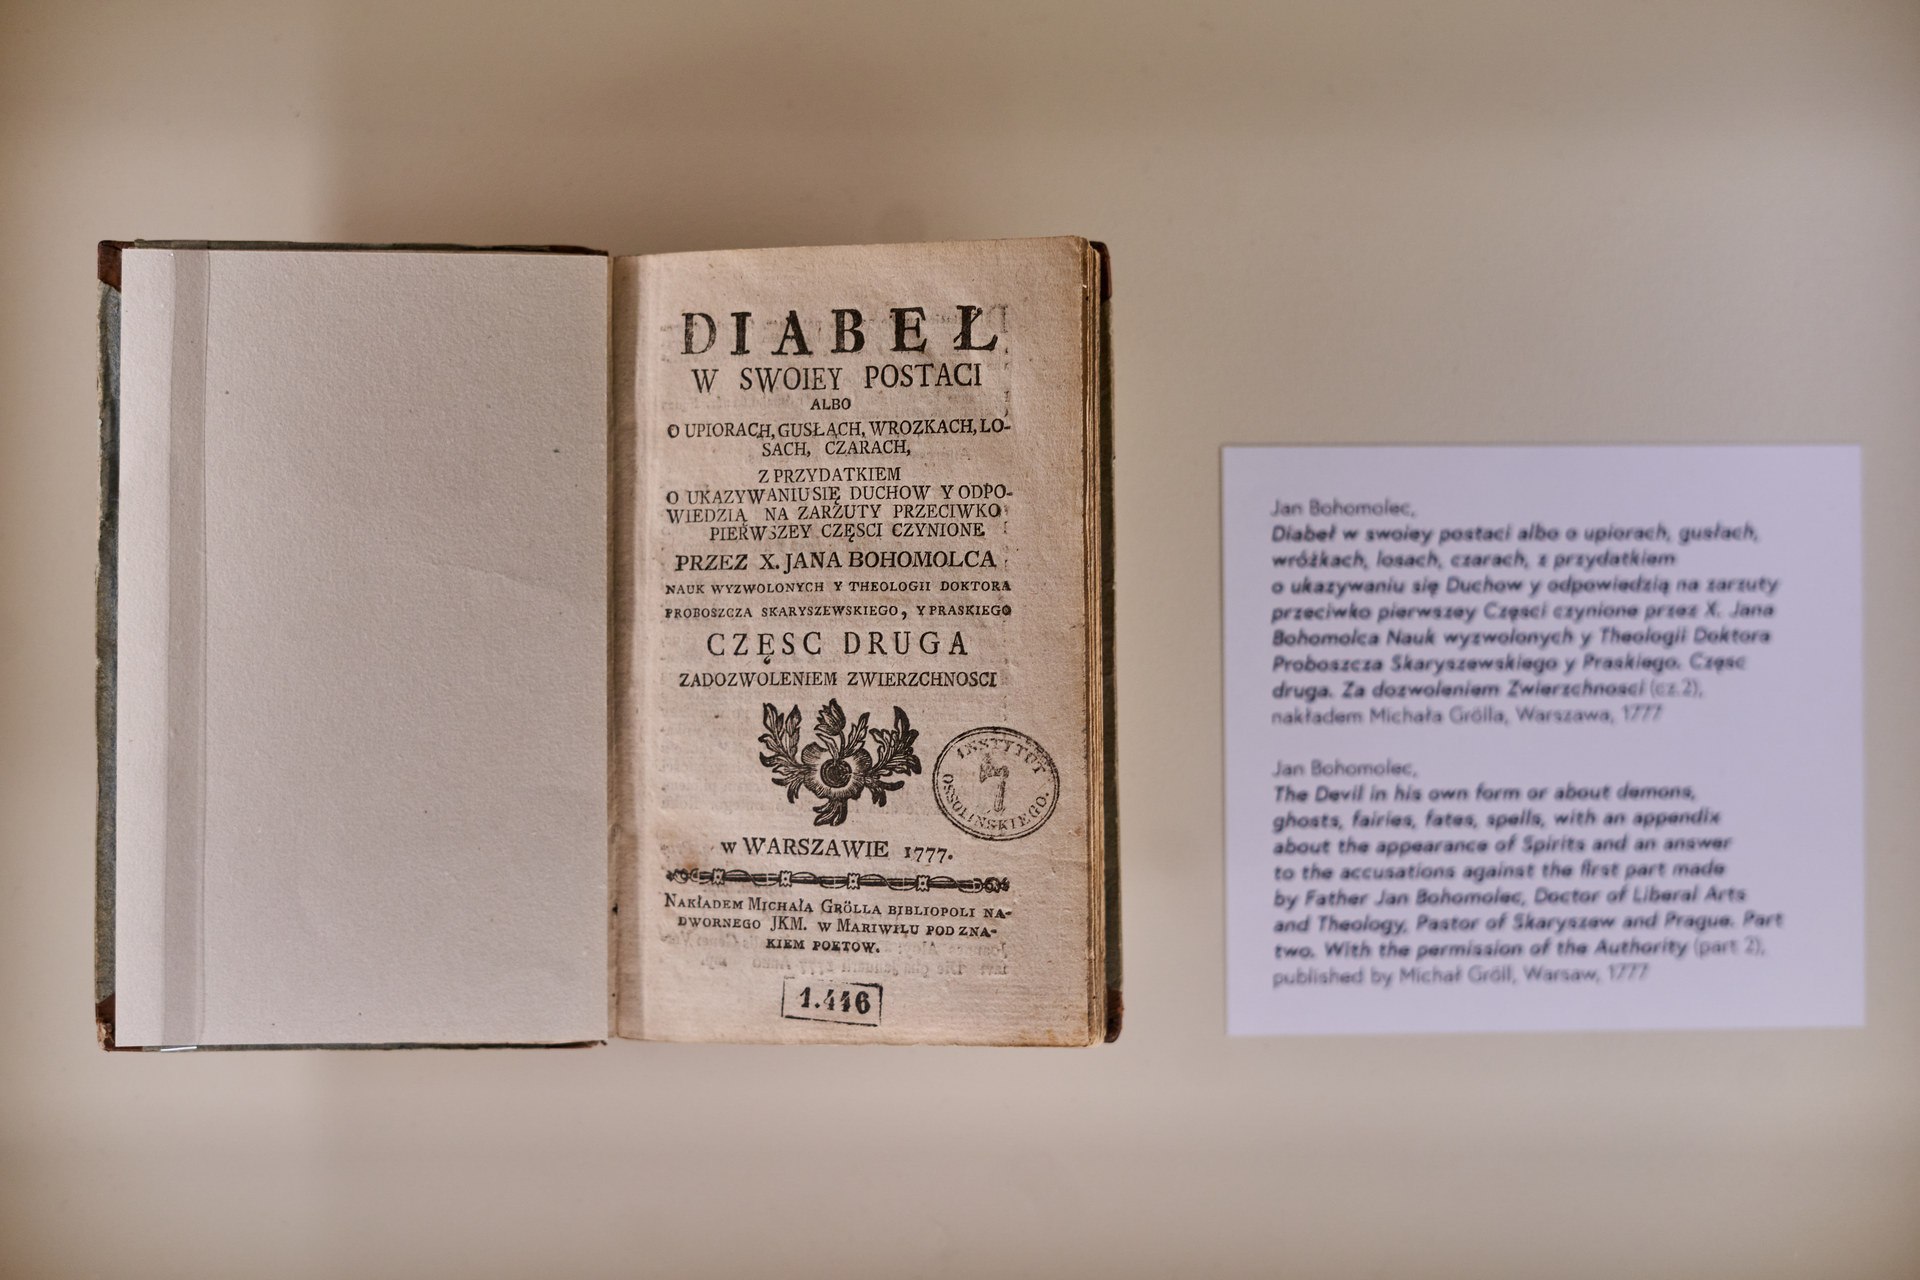 DIABEŁ
W SWOIEY POSTACI
ALBO
O UPIORACH, GUSŁĄCH, WROZKACH, LO-
SACH, CZARACH,
Z PRZYDATKIEM
O UKAZYWANIU SIĘ DUCHOW Y ODPO-
WIEDZIĄ NA ZARZUTY PRZECIWKO
PIERWSZEY CZĘSCI CZYNIONE
PRZEZ X. JANA BOHOMOLCA
NAUK WYZWOLONYCH Y THEOLOGII DOKTORA
PROBOSZCZA SKARYSZEWSKIEGO, Y PRASKIEGO
CZĘSC DRUGA
ZADOZWOLENIEM ZWIERZCHNOSCI
INSTYTUT
OSSOLIŃSKIEGO.
w WARSZAWIE 1777.
NAKŁADEM MICHAŁA GRÖLLA BIBLIOPOLI NA-
DWORNEGO JKM. W MARIWILU POD ZNA-
KIEM POETOW.
1.446
Jan Bohomolec,
Diabeł w swoiey postaci albo o upiorach, gusłach,
wróżkach, losach, czarach, z przydatkiem
o ukazywaniu się Duchow y odpowiedzią na zarzuty
przeciwko pierwszey Części czynione przez X. Jana
Bohomolca Nauk wyzwolonych y Theologii Doktora
Proboszcza Skaryszewskiego y Praskiego. Częsc
druga. Za dozwoleniem Zwierzchnosci (cz.2),
nakładem Michała Grölla, Warszawa, 1777
Jan Bohomolec,
The Devil in his own form or about demons,
ghosts, fairies, fates, spells, with an appendix
about the appearance of Spirits and an answer
to the accusations against the first part made
by Father Jan Bohomolec, Doctor of Liberal Arts
and Theology, Pastor of Skaryszew and Prague. Part
two. With the permission of the Authority (part 2),
published by Michał Gröll, Warsaw, 1777